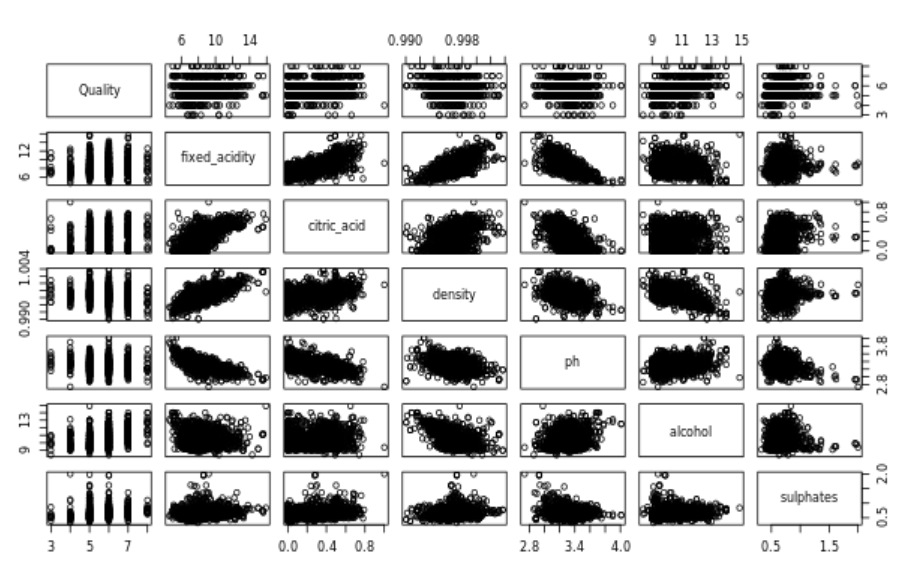 6 10 14 0.990 0.998 9 11 13 15
Quality
3 6
fixed_acidity
6 12
citric_acid
0.0 0.8
density
0.990 1.004
ph
2.8 3.8
alcohol
9 13
sulphates
0.5 2.0
3 5 7 0.0 0.4 0.8 2.8 3.4 4.0 0.5 1.5